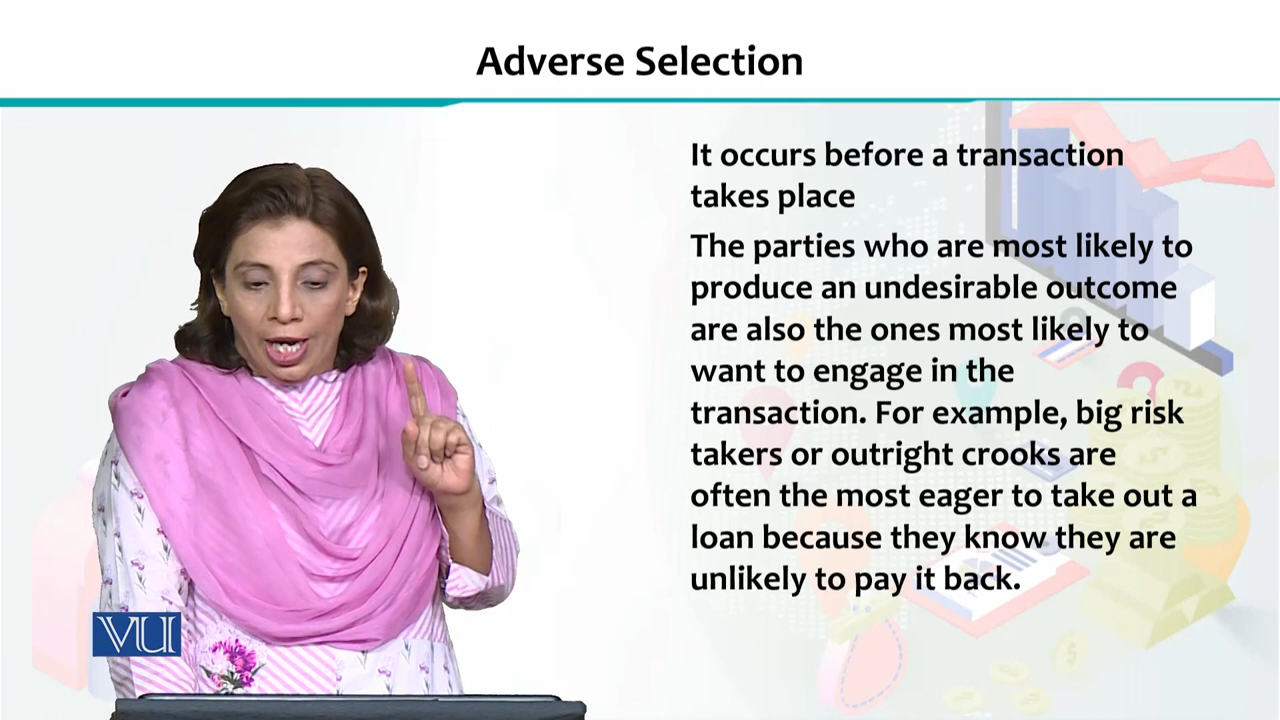 Adverse Selection
It occurs before a transaction
takes place
The parties who are most likely to
produce an undesirable outcome
are also the ones most likely to
want to engage in the
transaction. For example, big risk
takers or outright crooks are
often the most eager to take out a
loan because they know they are
unlikely to pay it back.
VU